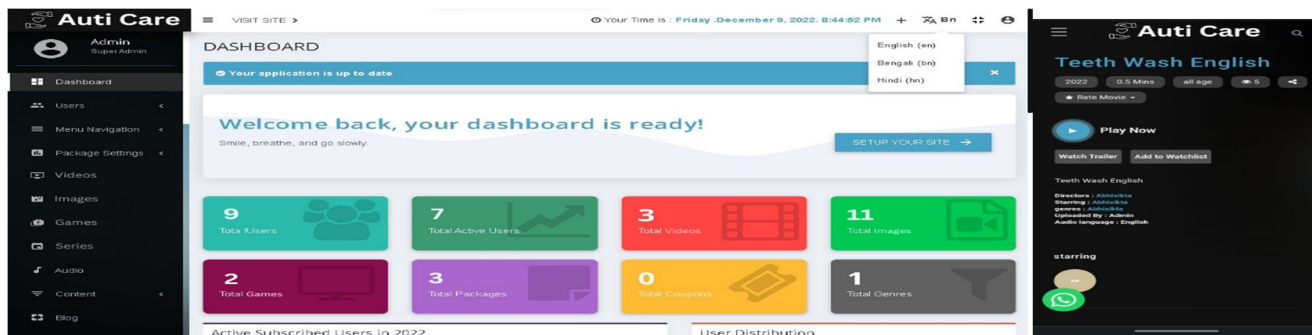 Auti Care
Admin
Super Admin
Dashboard
Users
Menu Navigation
Package Settings
Videos
Images
Games
Series
Audio
Content
Blog
VISIT SITE >
Your Time is : Friday ,December 9, 2022, 8:44:52 PM
+ Bn
English (en)
Bengali (bn)
Hindi (hn)
DASHBOARD
Your application is up to date
×
Welcome back, your dashboard is ready!
Smile, breathe, and go slowly.
SETUP YOUR SITE →
9
Tota lUsers
7
Total Active Users
3
Total Videos
11
Total Images
2
Total Games
3
Total Packages
0
Total Coupons
1
Total Genres
Active Subscribed Users in 2022
User Distribution
Auti Care
Teeth Wash English
2022 0.5 Mins all age 5
Rate Movie
Play Now
Watch Trailer Add to Watchlist
Teeth Wash English
Directors : Abhisikta
Starring : Abhisikta
genres : Abhisikta
Uploaded By : Admin
Audio language : English
starring